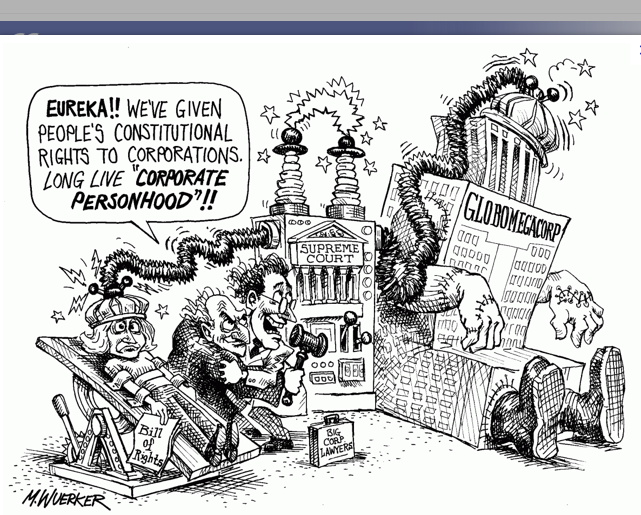 EUREKA!! WE'VE GIVEN
PEOPLE'S CONSTITUTIONAL
RIGHTS TO CORPORATIONS.
LONG LIVE "CORPORATE
PERSONHOOD"!!
GLOBOMEGACORP
SUPREME
COURT
Bill
of
Rights
BIG
CORP
LAWYERS
M.WUERKER